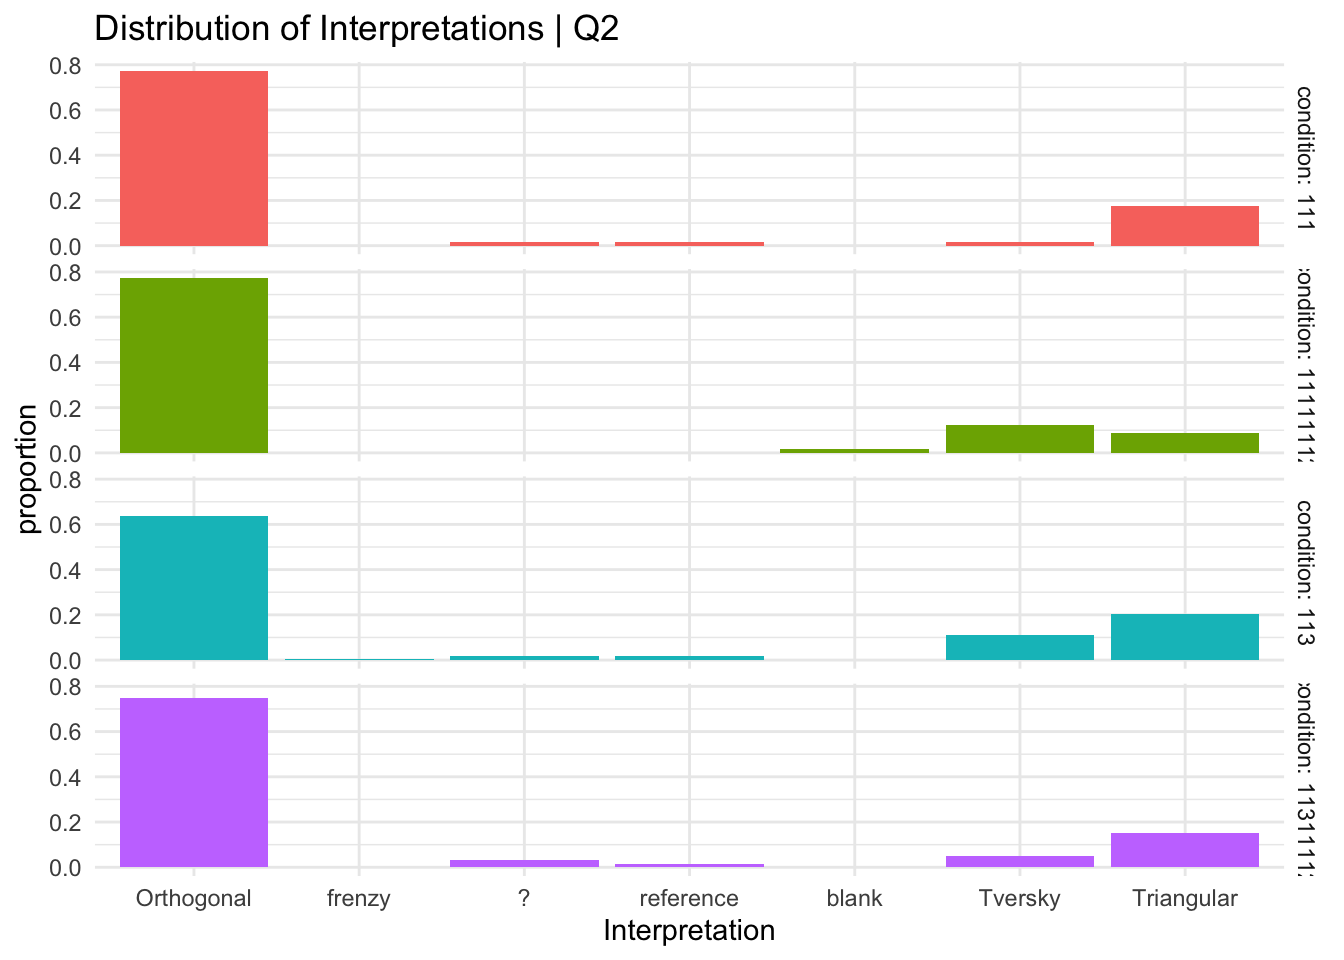 Distribution of Interpretations | Q2
0.8
0.6
0.4
0.2
0.0
condition: 111
0.8
0.6
0.4
0.2
0.0
ondition: 1111111
0.8
0.6
0.4
0.2
0.0
condition: 113
0.8
0.6
0.4
0.2
0.0
ondition: 1131111
proportion
Orthogonal frenzy ? reference blank Tversky Triangular
Interpretation